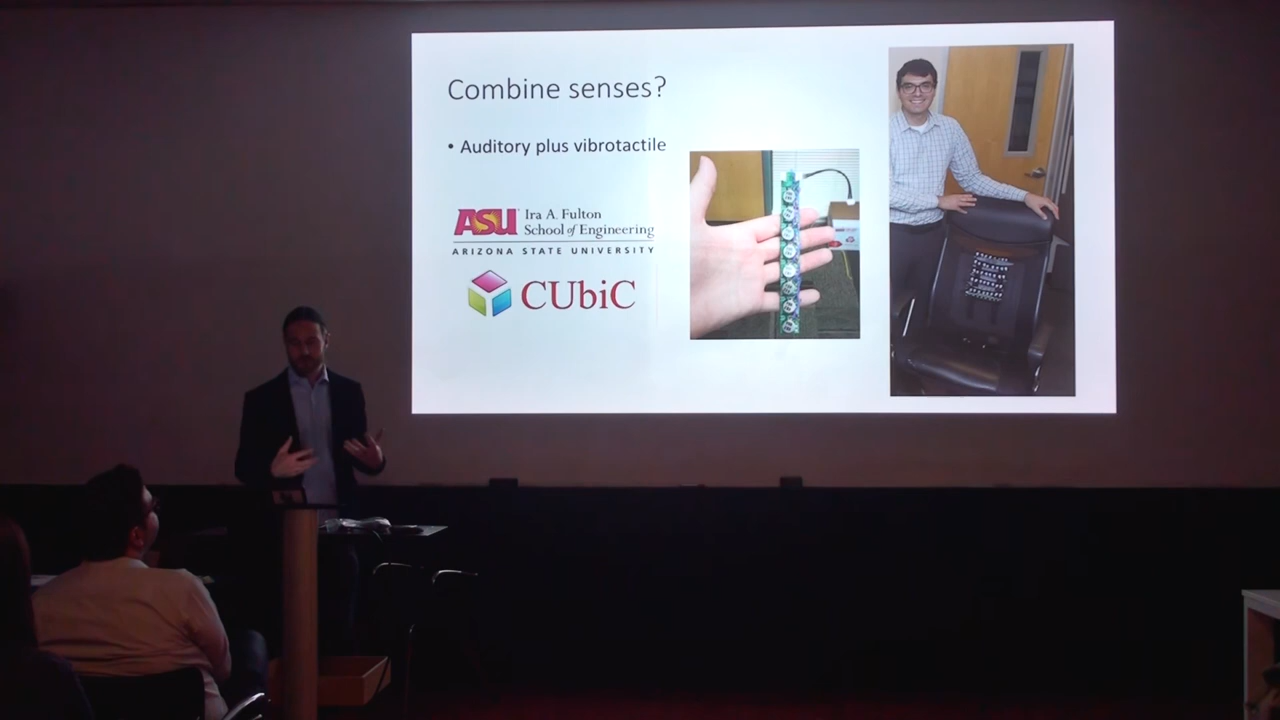 Combine senses?
• Auditory plus vibrotactile
ASU Ira A. Fulton
School of Engineering
ARIZONA STATE UNIVERSITY
CUbiC